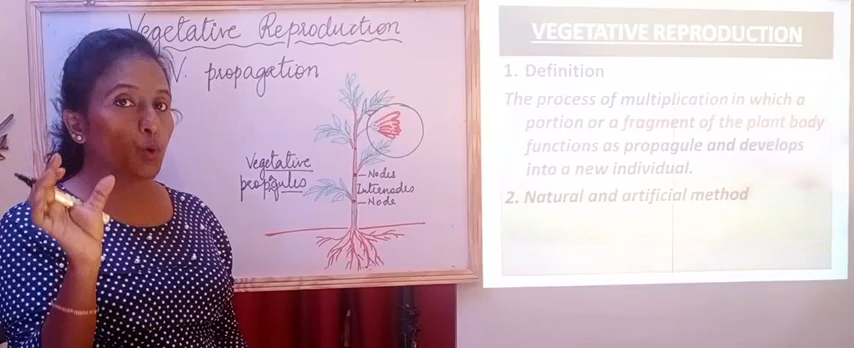 Vegetative Reproduction
V. propagation
Vegetative
propgules
Nodes
Internodes
Node
VEGETATIVE REPRODUCTION
1. Definition
The process of multiplication in which a
portion or a fragment of the plant body
functions as propagule and develops
into a new individual.
2. Natural and artificial method